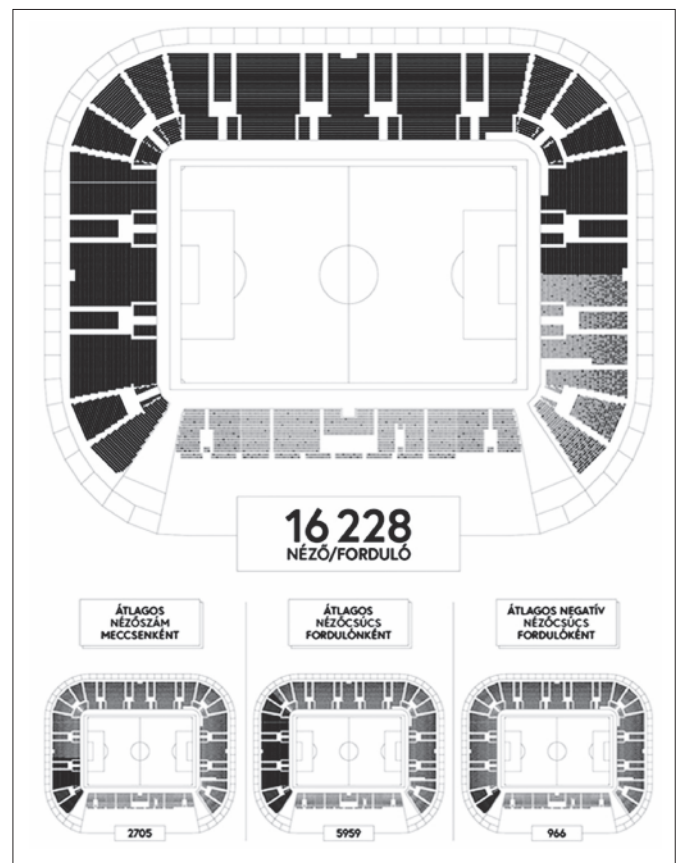 16 228
NÉZŐ/FORDULÓ
ÁTLAGOS
NÉZŐSZÁM
MECCSENKÉNT
ÁTLAGOS
NÉZŐCSÚCS
FORDULÓNKÉNT
ÁTLAGOS NEGATÍV
NÉZŐCSÚCS
FORDULÓKÉNT
2705
5959
966